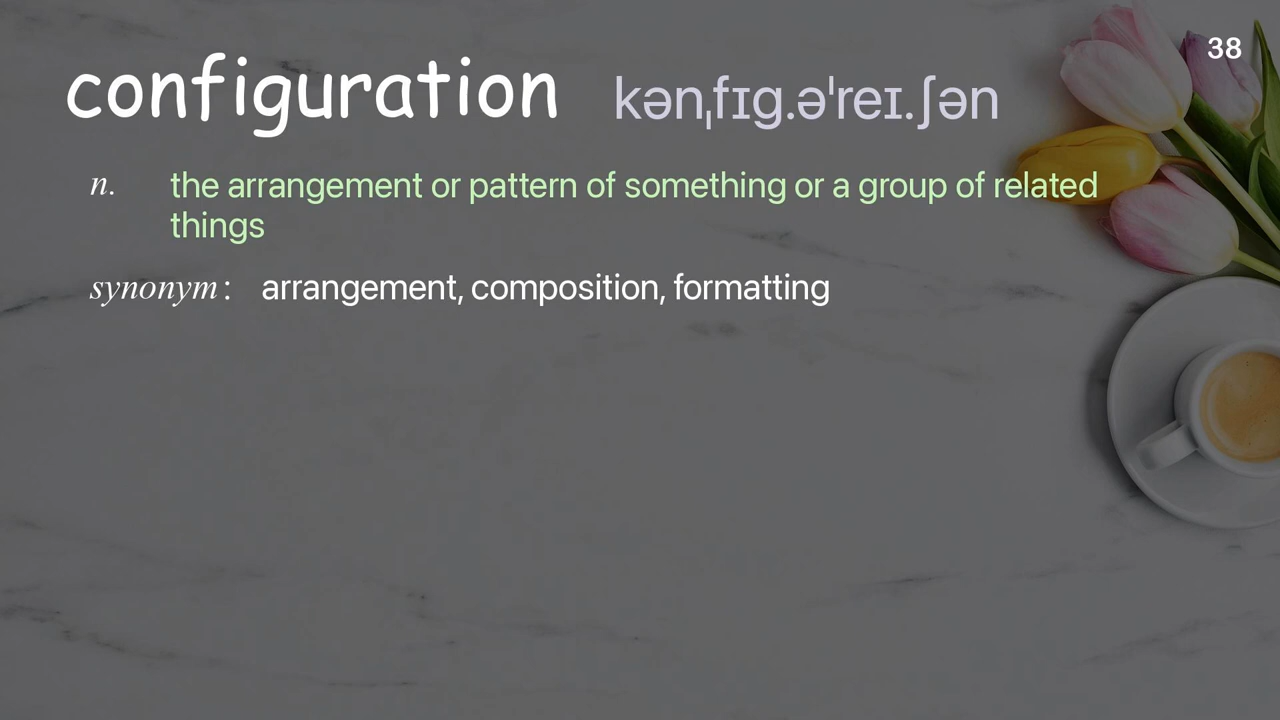 38
configuration kənˌfɪg.əˈreɪ.ʃən
n. the arrangement or pattern of something or a group of related
things
synonym: arrangement, composition, formatting